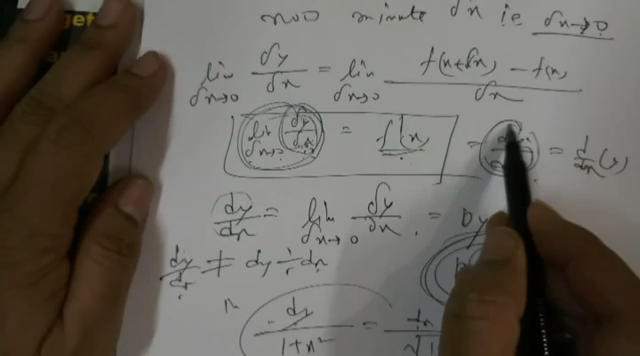 get
now minute δx ie δx→0
lim δx→0 δy/δx = lim δx→0 f(x+δx) - f(x) / δx
lim δx→0 δy/δx = f'(x) = = d/dx (y)
dy/dx = lim δx→0 δy/δx = Dy
dy/dx ≠ dy ÷ dx
dy / 1+x² =